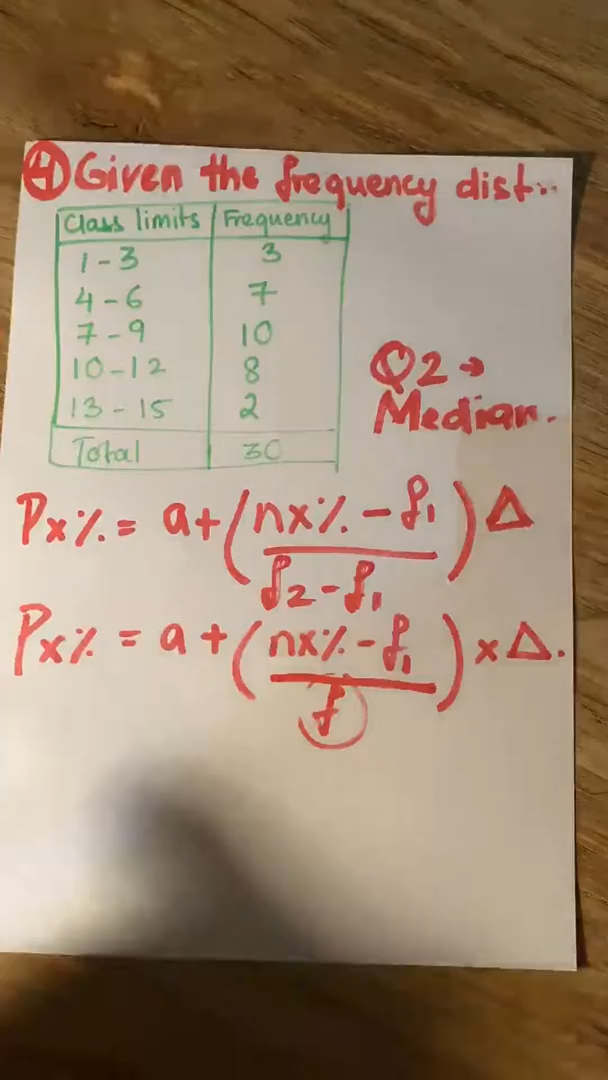 ④ Given the frequency dist..
Class limits Frequency
1-3 3
4-6 7
7-9 10
10-12 8
13-15 2
Total 30
Q2→
Median.
Px% = a+(nx% - f₁ / f₂-f₁) Δ
Px% = a+(nx% - f₁ / f) x Δ.